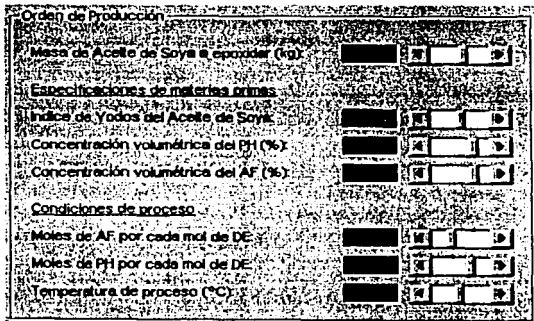 Orden de Producción
Masa de Aceite de Soya a epoxidar (kg):
Especificaciones de materias primas
Indice de Yodos del Aceite de Soya:
Concentración volumétrica del PH (%):
Concentración volumétrica del AF (%):
Condiciones de proceso
Moles de AF por cada mol de DE:
Moles de PH por cada mol de DE:
Temperatura de proceso (°C):